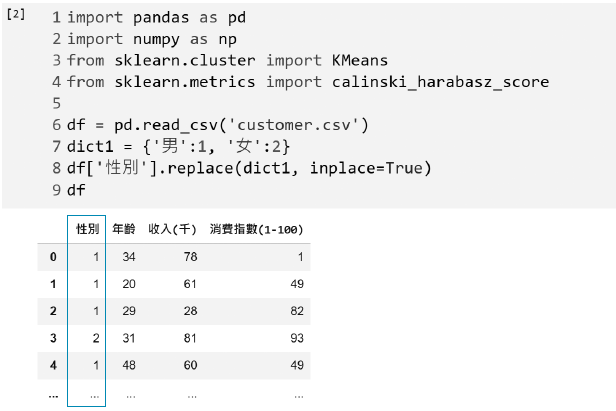 [2]
1 import pandas as pd
2 import numpy as np
3 from sklearn.cluster import KMeans
4 from sklearn.metrics import calinski_harabasz_score
5
6 df = pd.read_csv('customer.csv')
7 dict1 = {'男':1, '女':2}
8 df['性別'].replace(dict1, inplace=True)
9 df
性別 年齡 收入(千) 消費指數(1-100)
0 1 34 78 1
1 1 20 61 49
2 1 29 28 82
3 2 31 81 93
4 1 48 60 49
... ... ... ... ...